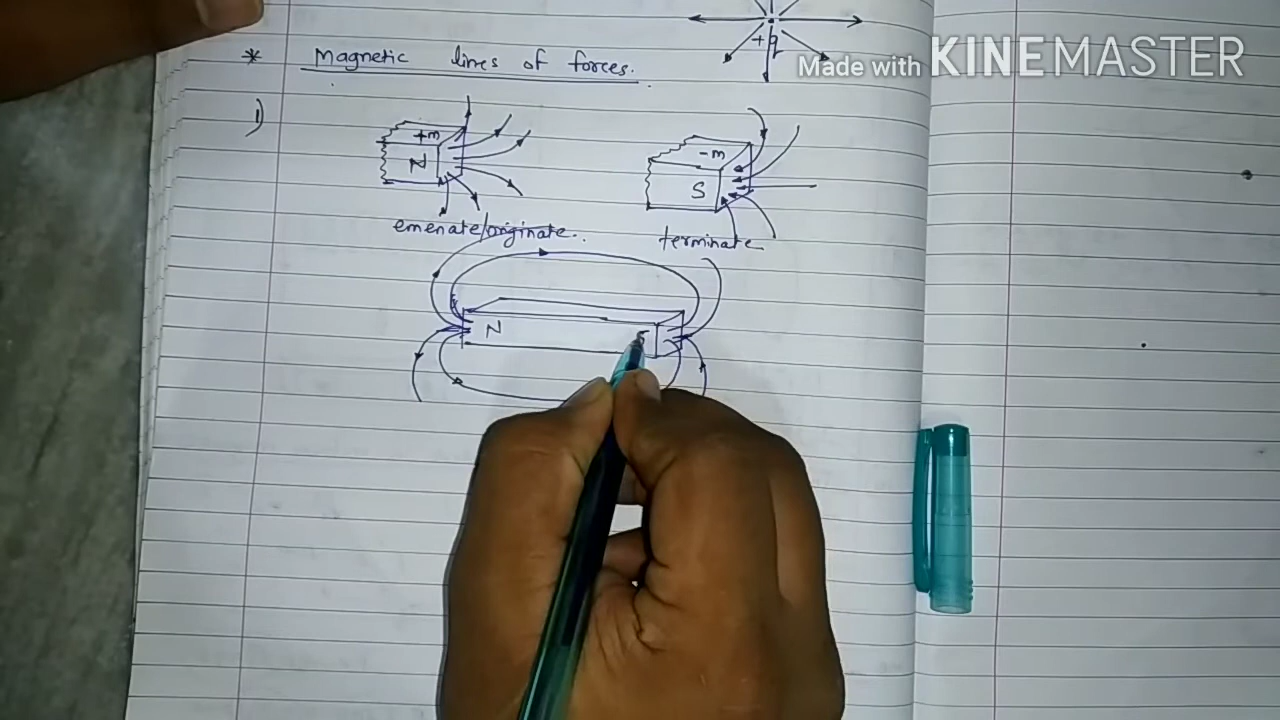 +q
Made with KINEMASTER
* Magnetic lines of forces.
1)
+m
N
-m
S
emenate/originate.
terminate
N